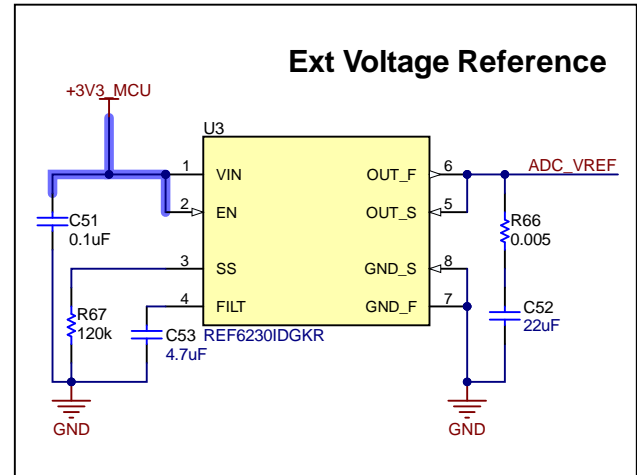 Ext Voltage Reference
+3V3_MCU
U3
1 VIN OUT_F 6 ADC_VREF
2 EN OUT_S 5
R66
0.005
C51
0.1uF
3 SS GND_S 8
4 FILT GND_F 7
R67
120k
C53
4.7uF
REF6230IDGKR
C52
22uF
GND
GND